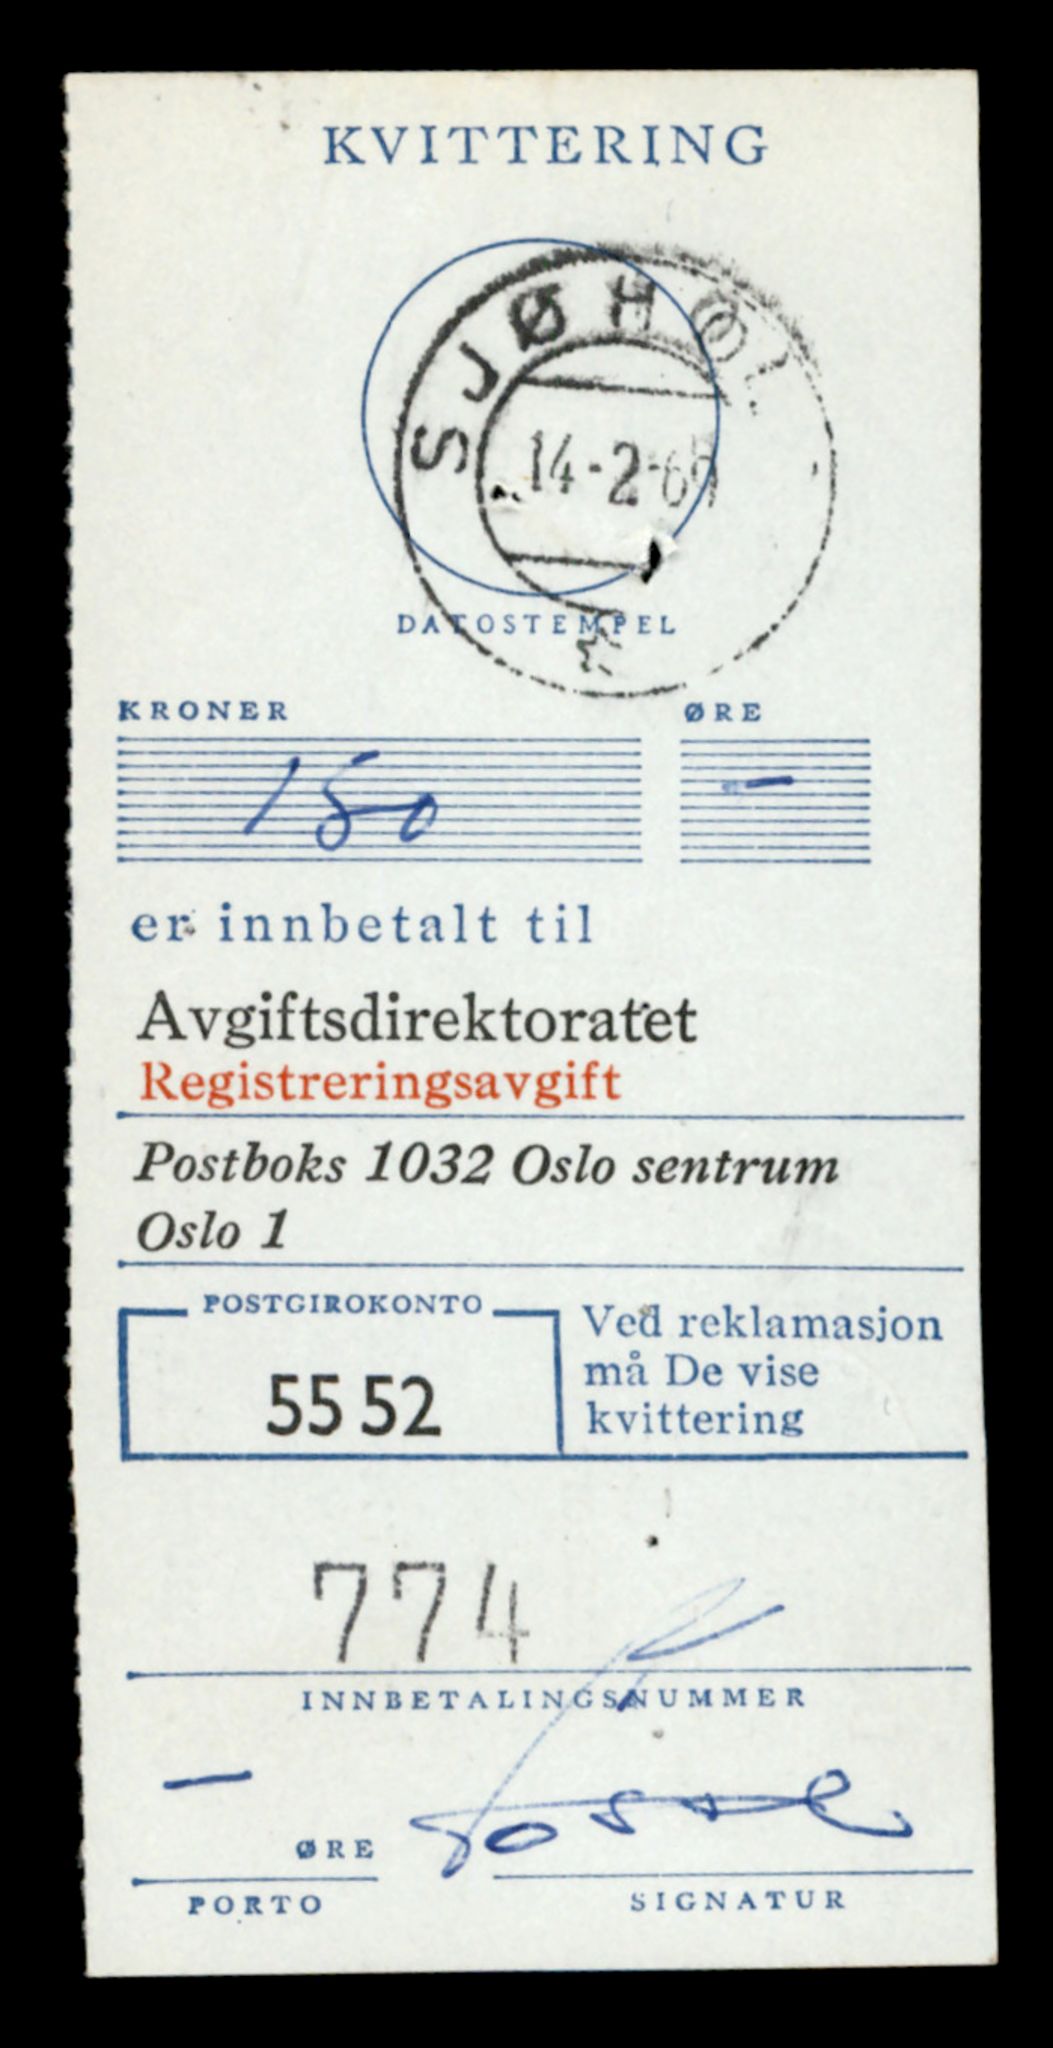 KVITTERING
SJØHOL
14-2-6
DATOSTEMPEL
KRONER ØRE
150 -
er innbetalt til
Avgiftsdirektoratet
Registreringsavgift
Postboks 1032 Oslo sentrum
Oslo 1
POSTGIROKONTO
55 52
Ved reklamasjon
må De vise
kvittering
774
INNBETALINGSNUMMER
-
ØRE
PORTO
SIGNATUR